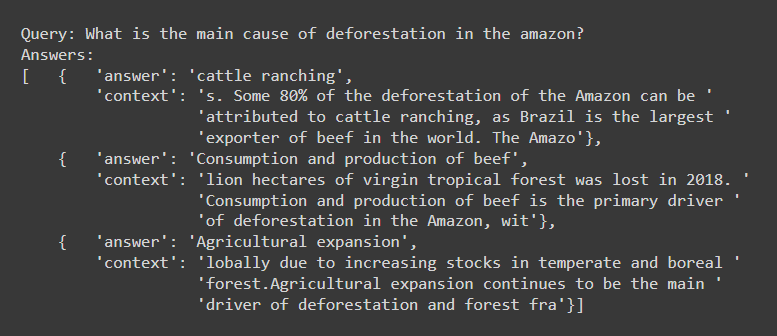 Query: What is the main cause of deforestation in the amazon?
Answers:
[   {   'answer': 'cattle ranching',
        'context': 's. Some 80% of the deforestation of the Amazon can be '
                   'attributed to cattle ranching, as Brazil is the largest '
                   'exporter of beef in the world. The Amazo'},
    {   'answer': 'Consumption and production of beef',
        'context': 'lion hectares of virgin tropical forest was lost in 2018. '
                   'Consumption and production of beef is the primary driver '
                   'of deforestation in the Amazon, wit'},
    {   'answer': 'Agricultural expansion',
        'context': 'lobally due to increasing stocks in temperate and boreal '
                   'forest.Agricultural expansion continues to be the main '
                   'driver of deforestation and forest fra'}]